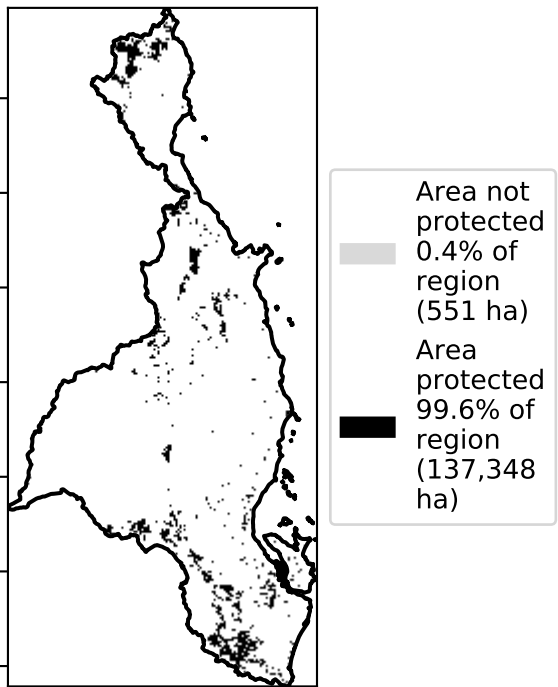 Area not
protected
0.4% of
region
(551 ha)
Area
protected
99.6% of
region
(137,348
ha)